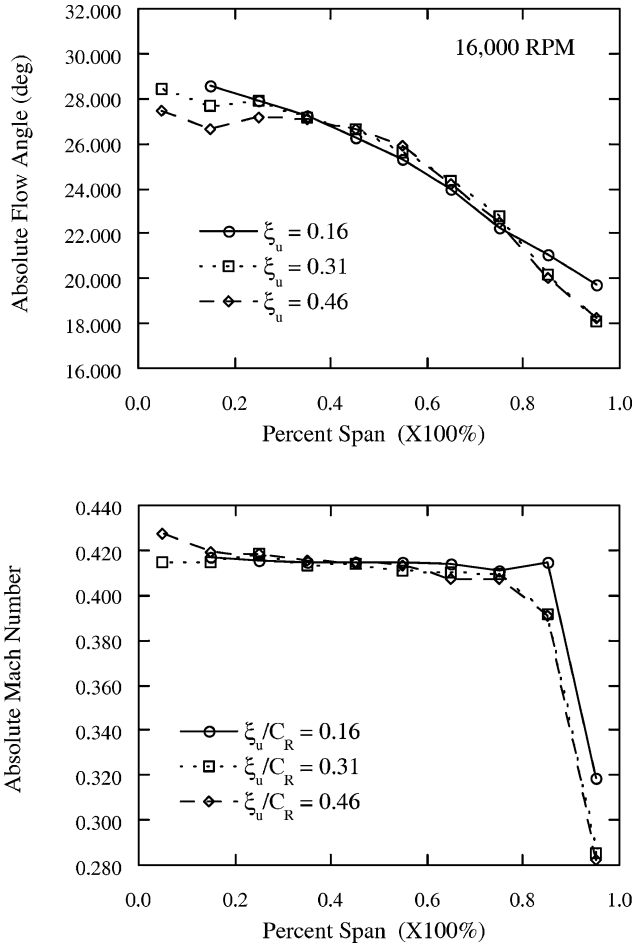 32.000
30.000
28.000
26.000
24.000
22.000
20.000
18.000
16.000
Absolute Flow Angle (deg)
16,000 RPM
ξu = 0.16
ξu = 0.31
ξu = 0.46
0.0 0.2 0.4 0.6 0.8 1.0
Percent Span (X100%)
0.440
0.420
0.400
0.380
0.360
0.340
0.320
0.300
0.280
Absolute Mach Number
ξu/CR = 0.16
ξu/CR = 0.31
ξu/CR = 0.46
0.0 0.2 0.4 0.6 0.8 1.0
Percent Span (X100%)